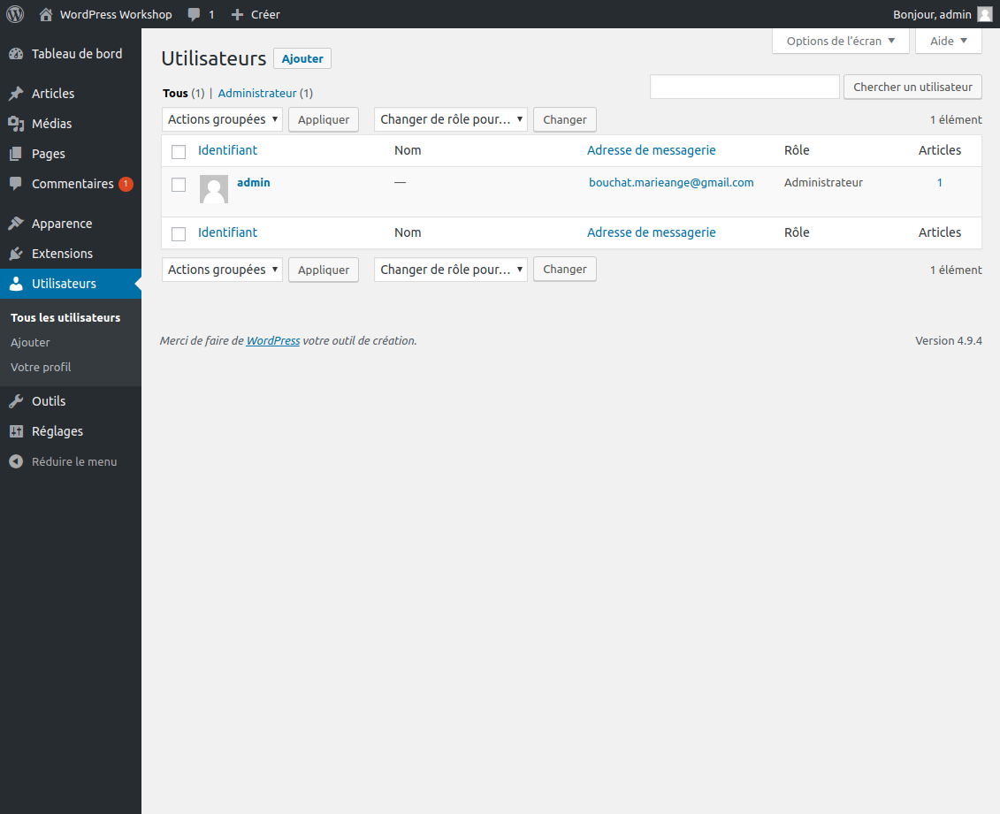 WordPress Workshop 1 Créer Bonjour, admin
Tableau de bord
Articles
Médias
Pages
Commentaires 1
Apparence
Extensions
Utilisateurs
Tous les utilisateurs
Ajouter
Votre profil
Outils
Réglages
Réduire le menu
Options de l'écran Aide
Utilisateurs Ajouter
Tous (1) | Administrateur (1) Chercher un utilisateur
Actions groupées Appliquer Changer de rôle pour… Changer 1 élément
Identifiant Nom Adresse de messagerie Rôle Articles
admin — bouchat.marieange@gmail.com Administrateur 1
Identifiant Nom Adresse de messagerie Rôle Articles
Actions groupées Appliquer Changer de rôle pour… Changer 1 élément
Merci de faire de WordPress votre outil de création. Version 4.9.4